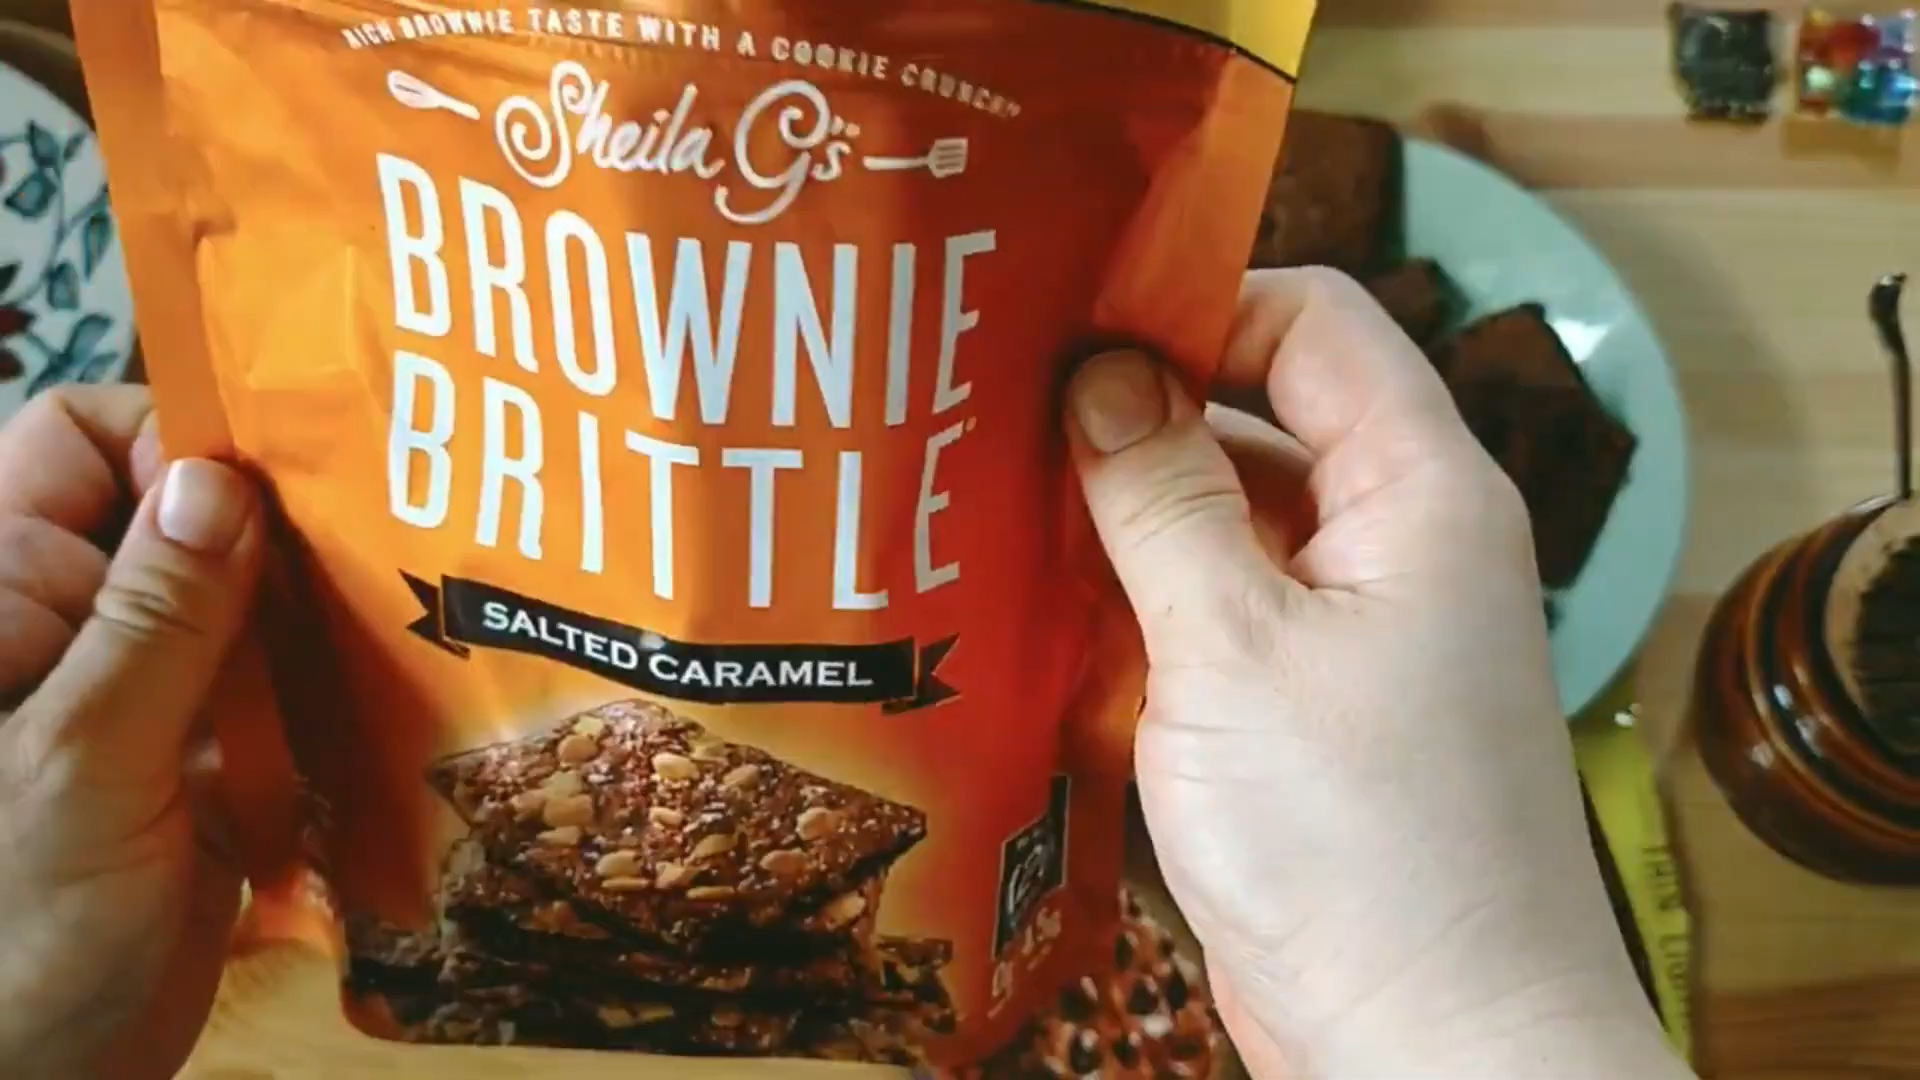 RICH BROWNIE TASTE WITH A COOKIE CRUNCH
Sheila G's
BROWNIE
BRITTLE
SALTED CARAMEL